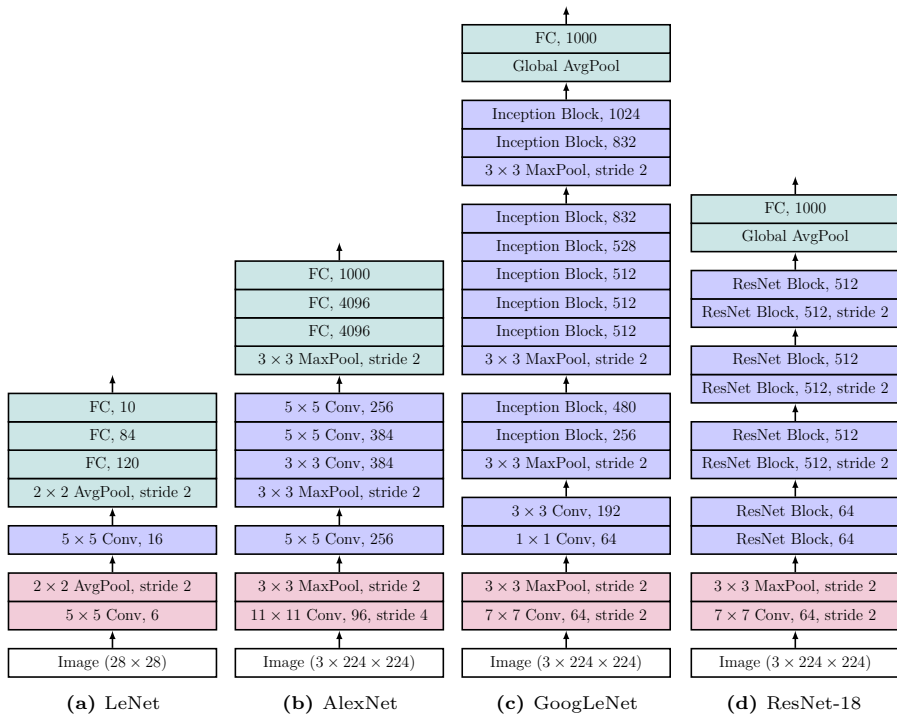 FC, 10
FC, 84
FC, 120
2 × 2 AvgPool, stride 2
5 × 5 Conv, 16
2 × 2 AvgPool, stride 2
5 × 5 Conv, 6
Image (28 × 28)
(a) LeNet
FC, 1000
FC, 4096
FC, 4096
3 × 3 MaxPool, stride 2
5 × 5 Conv, 256
5 × 5 Conv, 384
3 × 3 Conv, 384
3 × 3 MaxPool, stride 2
5 × 5 Conv, 256
3 × 3 MaxPool, stride 2
11 × 11 Conv, 96, stride 4
Image (3 × 224 × 224)
(b) AlexNet
FC, 1000
Global AvgPool
Inception Block, 1024
Inception Block, 832
3 × 3 MaxPool, stride 2
Inception Block, 832
Inception Block, 528
Inception Block, 512
Inception Block, 512
Inception Block, 512
3 × 3 MaxPool, stride 2
Inception Block, 480
Inception Block, 256
3 × 3 MaxPool, stride 2
3 × 3 Conv, 192
1 × 1 Conv, 64
3 × 3 MaxPool, stride 2
7 × 7 Conv, 64, stride 2
Image (3 × 224 × 224)
(c) GoogLeNet
FC, 1000
Global AvgPool
ResNet Block, 512
ResNet Block, 512, stride 2
ResNet Block, 512
ResNet Block, 512, stride 2
ResNet Block, 512
ResNet Block, 512, stride 2
ResNet Block, 64
ResNet Block, 64
3 × 3 MaxPool, stride 2
7 × 7 Conv, 64, stride 2
Image (3 × 224 × 224)
(d) ResNet-18